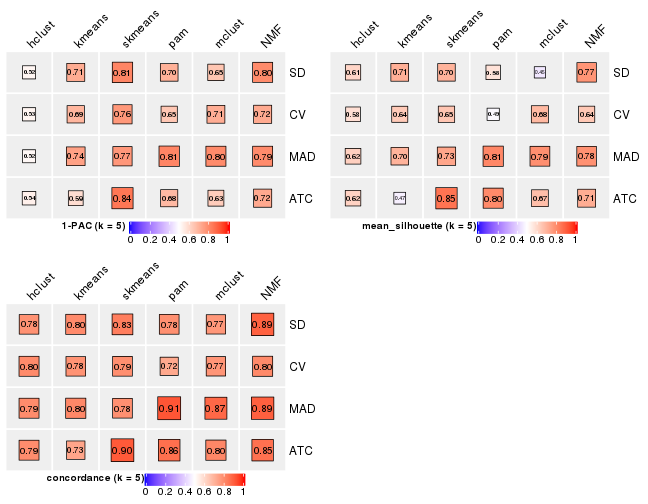 hclust kmeans skmeans pam mclust NMF
0.52 0.71 0.81 0.70 0.65 0.80 SD
0.53 0.69 0.76 0.65 0.71 0.72 CV
0.52 0.74 0.77 0.81 0.80 0.79 MAD
0.54 0.59 0.84 0.68 0.63 0.72 ATC
1-PAC (k = 5)
0 0.2 0.4 0.6 0.8 1
hclust kmeans skmeans pam mclust NMF
0.61 0.71 0.70 0.56 0.46 0.77 SD
0.58 0.64 0.65 0.49 0.68 0.64 CV
0.62 0.70 0.73 0.81 0.79 0.78 MAD
0.62 0.47 0.85 0.80 0.67 0.71 ATC
mean_silhouette (k = 5)
0 0.2 0.4 0.6 0.8 1
hclust kmeans skmeans pam mclust NMF
0.78 0.80 0.83 0.78 0.77 0.89 SD
0.80 0.78 0.79 0.72 0.77 0.80 CV
0.79 0.80 0.78 0.91 0.87 0.89 MAD
0.79 0.73 0.90 0.86 0.80 0.85 ATC
concordance (k = 5)
0 0.2 0.4 0.6 0.8 1